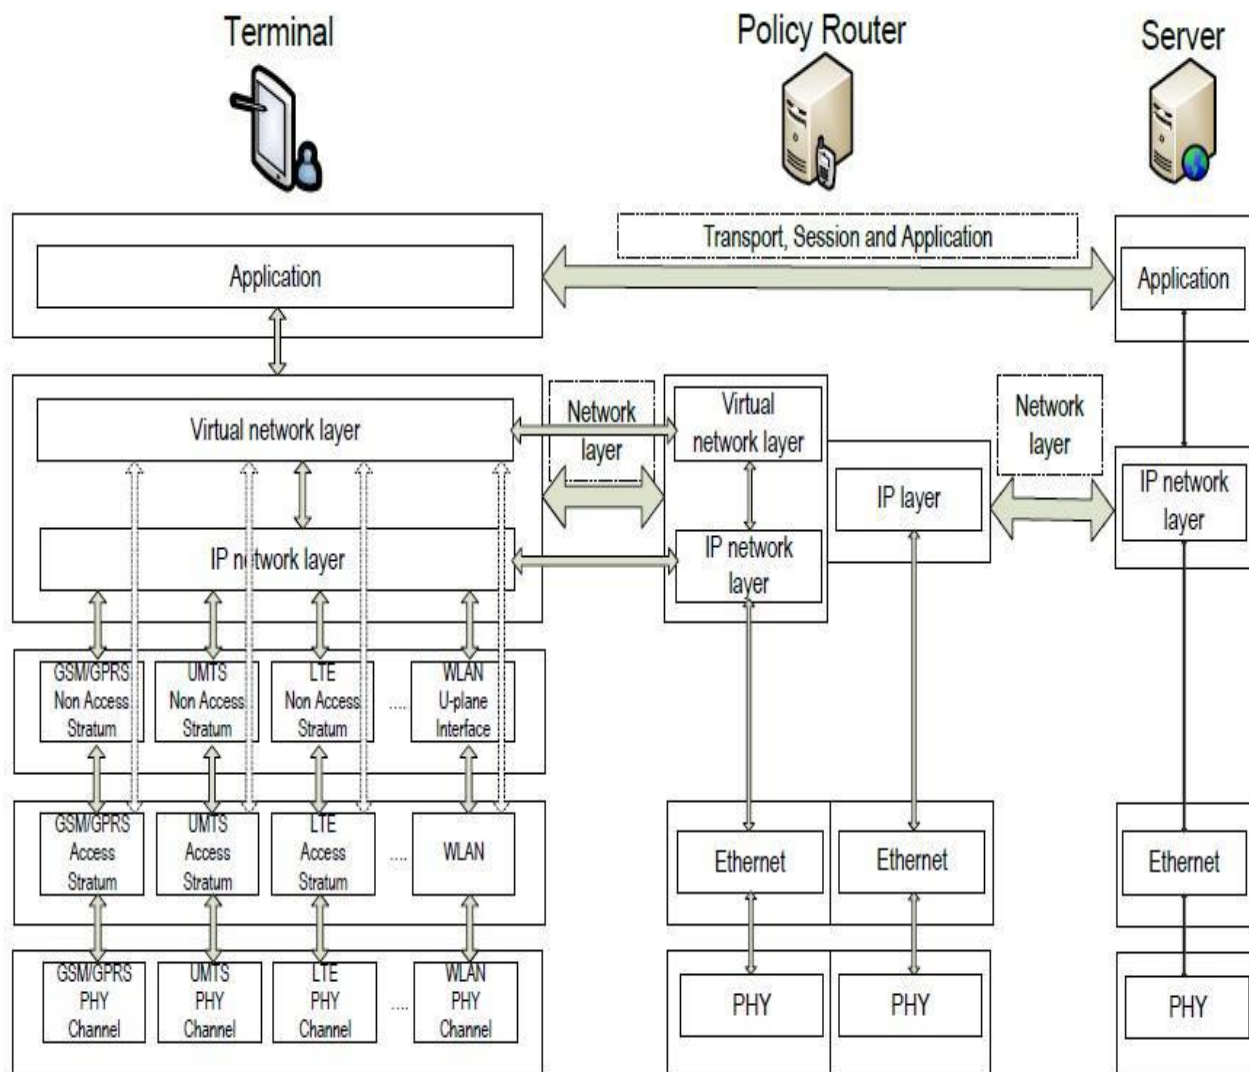 Terminal
Policy Router
Server
Transport, Session and Application
Application
Application
Virtual network layer
Network
layer
Virtual
network layer
Network
layer
IP layer
IP network
layer
IP network layer
IP network
layer
GSM/GPRS
Non Access
Stratum
UMTS
Non Access
Stratum
LTE
Non Access
Stratum
....
WLAN
U-plane
Interface
GSM/GPRS
Access
Stratum
UMTS
Access
Stratum
LTE
Access
Stratum
....
WLAN
Ethernet
Ethernet
Ethernet
GSM/GPRS
PHY
Channel
UMTS
PHY
Channel
LTE
PHY
Channel
....
WLAN
PHY
Channel
PHY
PHY
PHY